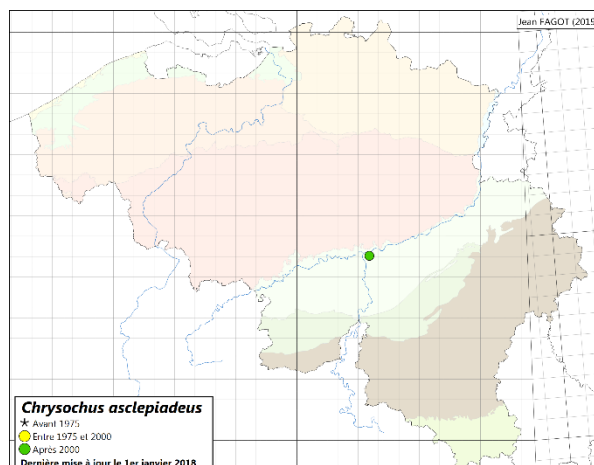 Jean FAGOT (2019
Chrysochus asclepiadeus
Avant 1975
Entre 1975 et 2000
Après 2000
Dernière mise à jour le 1er janvier 2018